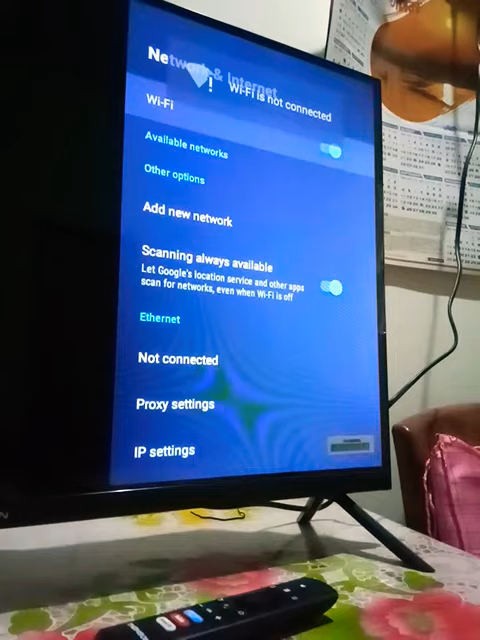 Network & Internet
Wi-Fi is not connected
Wi-Fi
Available networks
Other options
Add new network
Scanning always available
Let Google's location service and other apps
scan for networks, even when Wi-Fi is off
Ethernet
Not connected
Proxy settings
IP settings